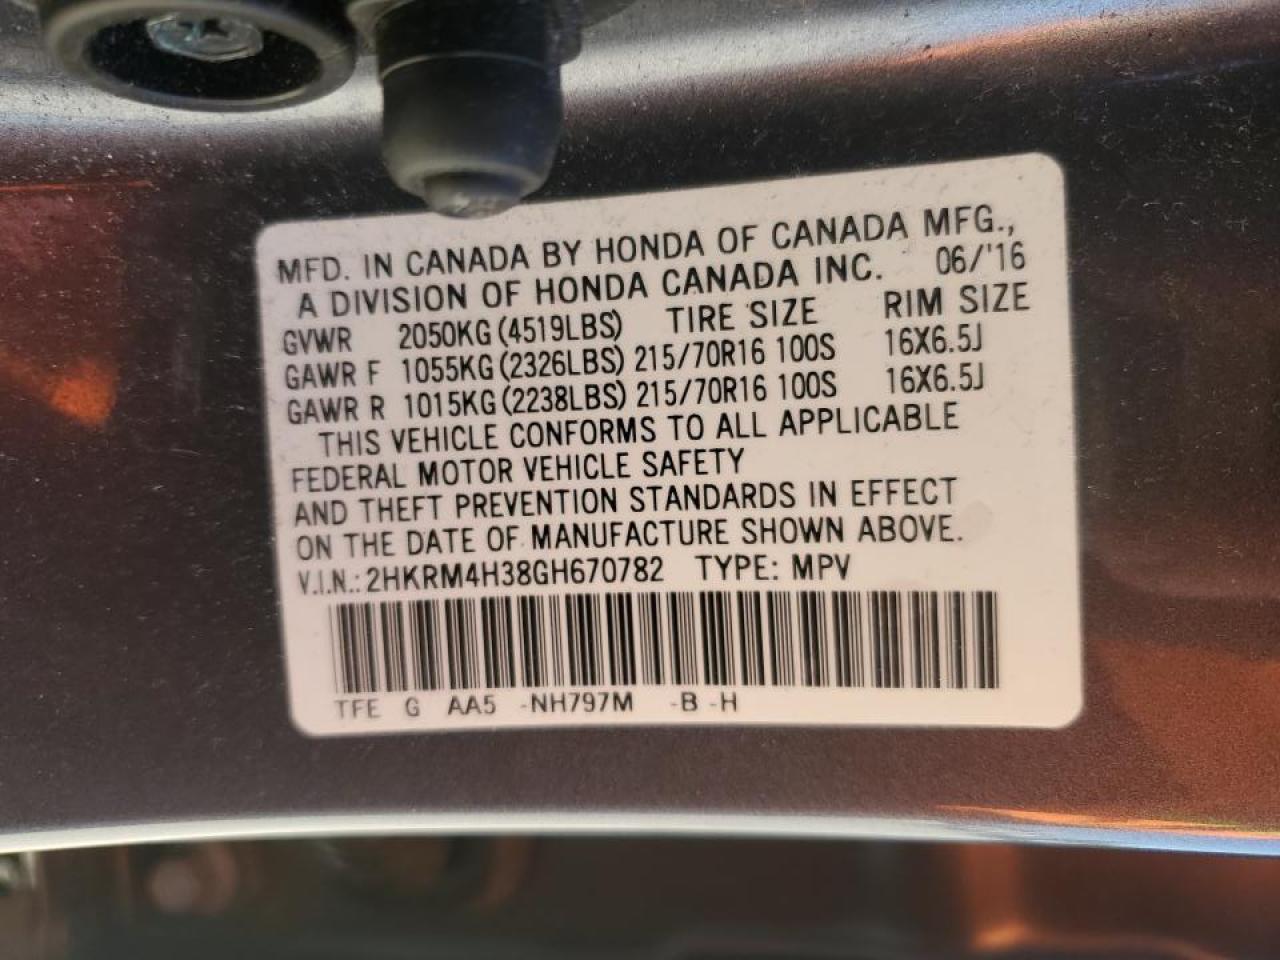 MFD. IN CANADA BY HONDA OF CANADA MFG.,
A DIVISION OF HONDA CANADA INC. 06/'16
GVWR 2050KG (4519LBS) TIRE SIZE RIM SIZE
GAWR F 1055KG (2326LBS) 215/70R16 100S 16X6.5J
GAWR R 1015KG (2238LBS) 215/70R16 100S 16X6.5J
THIS VEHICLE CONFORMS TO ALL APPLICABLE
FEDERAL MOTOR VEHICLE SAFETY
AND THEFT PREVENTION STANDARDS IN EFFECT
ON THE DATE OF MANUFACTURE SHOWN ABOVE.
V.I.N.: 2HKRM4H38GH670782 TYPE: MPV
TFE G AA5 -NH797M -B -H